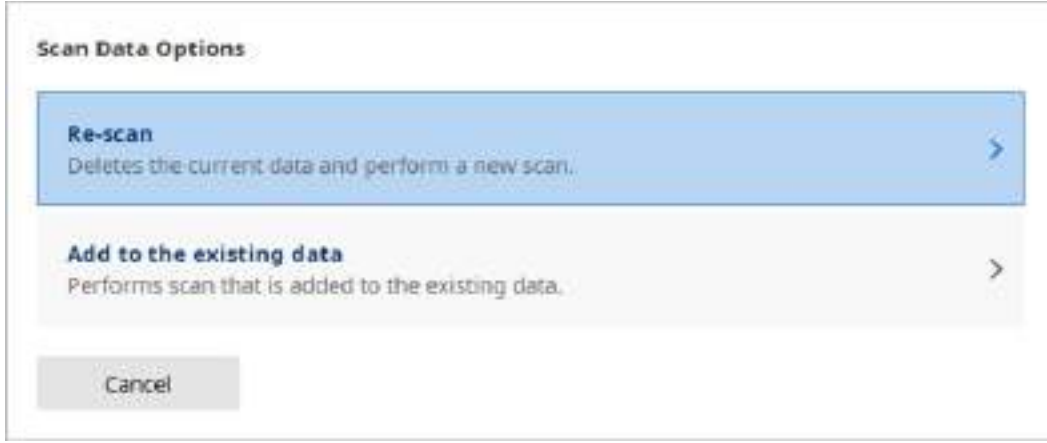 Scan Data Options
Re-scan
Deletes the current data and perform a new scan.
Add to the existing data
Performs scan that is added to the existing data.
Cancel